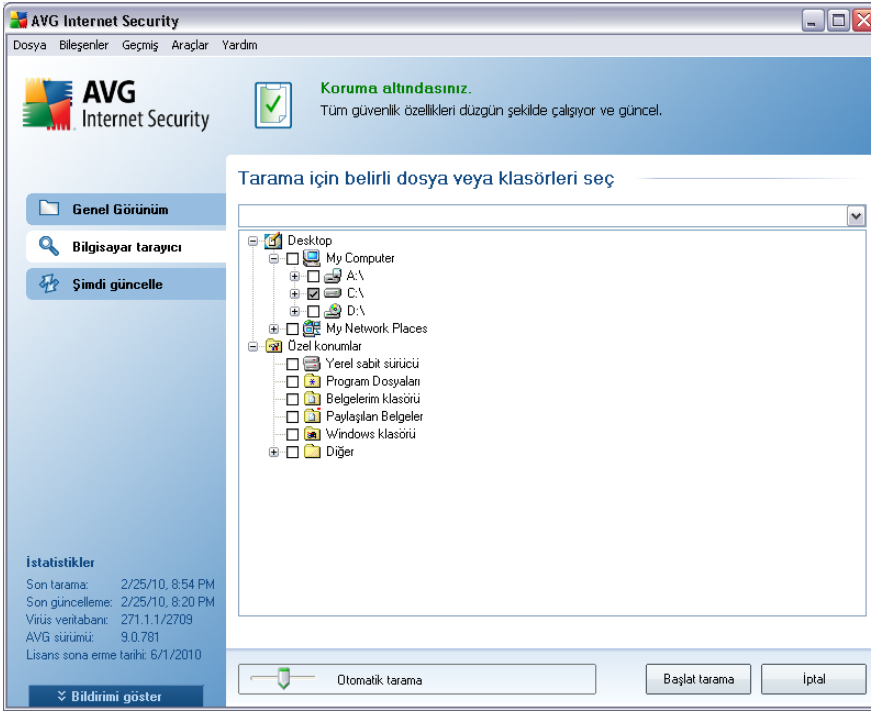 AVG Internet Security
Dosya Bileşenler Geçmiş Araçlar Yardım
AVG
Internet Security
Koruma altındasınız.
Tüm güvenlik özellikleri düzgün şekilde çalışıyor ve güncel.
Genel Görünüm
Bilgisayar tarayıcı
Şimdi güncelle
Tarama için belirli dosya veya klasörleri seç
Desktop
My Computer
A:\
C:\
D:\
My Network Places
Özel konumlar
Yerel sabit sürücü
Program Dosyaları
Belgelerim klasörü
Paylaşılan Belgeler
Windows klasörü
Diğer
İstatistikler
Son tarama: 2/25/10, 8:54 PM
Son güncelleme: 2/25/10, 8:20 PM
Virüs veritabanı: 271.1.1/2709
AVG sürümü: 9.0.781
Lisans sona erme tarihi: 6/1/2010
Bildirimi göster
Otomatik tarama
Başlat tarama
İptal